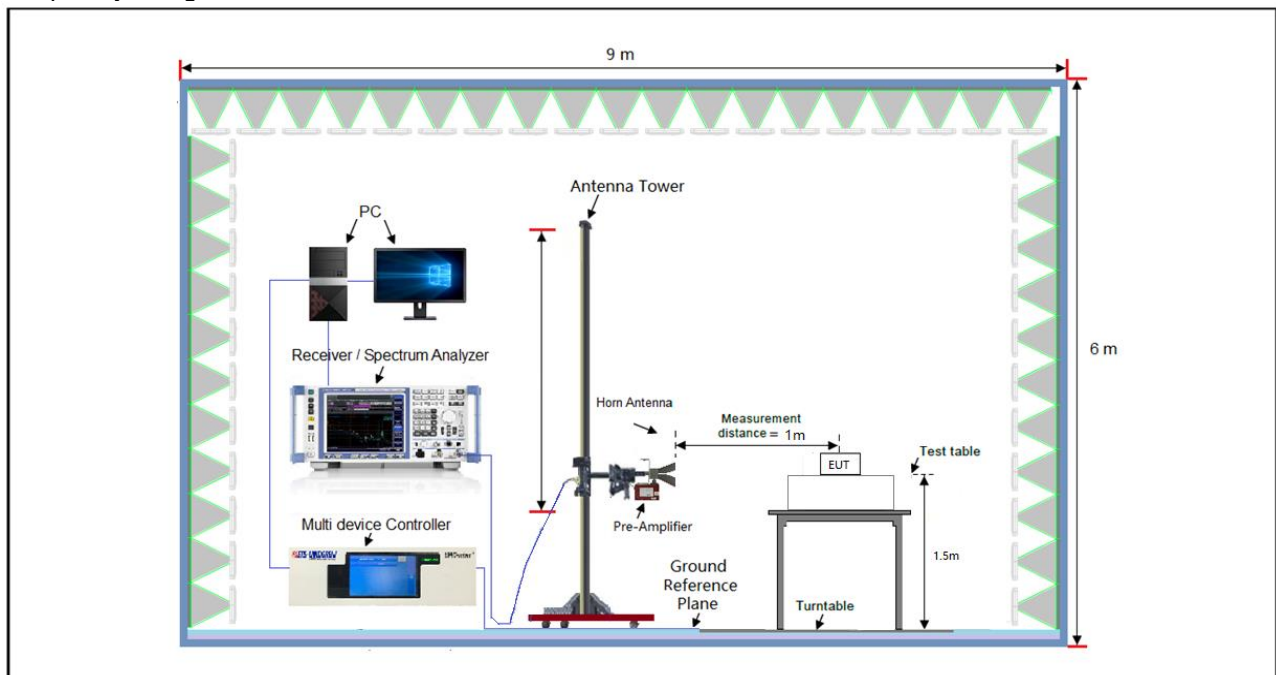 9 m
Antenna Tower
PC
Receiver / Spectrum Analyzer
6 m
Horn Antenna
Measurement
distance = 1m
EUT
Test table
Pre-Amplifier
Multi device Controller
1.5m
Ground
Reference
Plane
Turntable